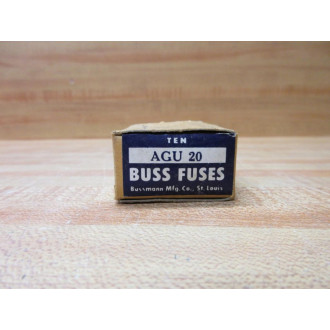 TEN
AGU 20
BUSS FUSES
Bussmann Mfg. Co., St. Louis